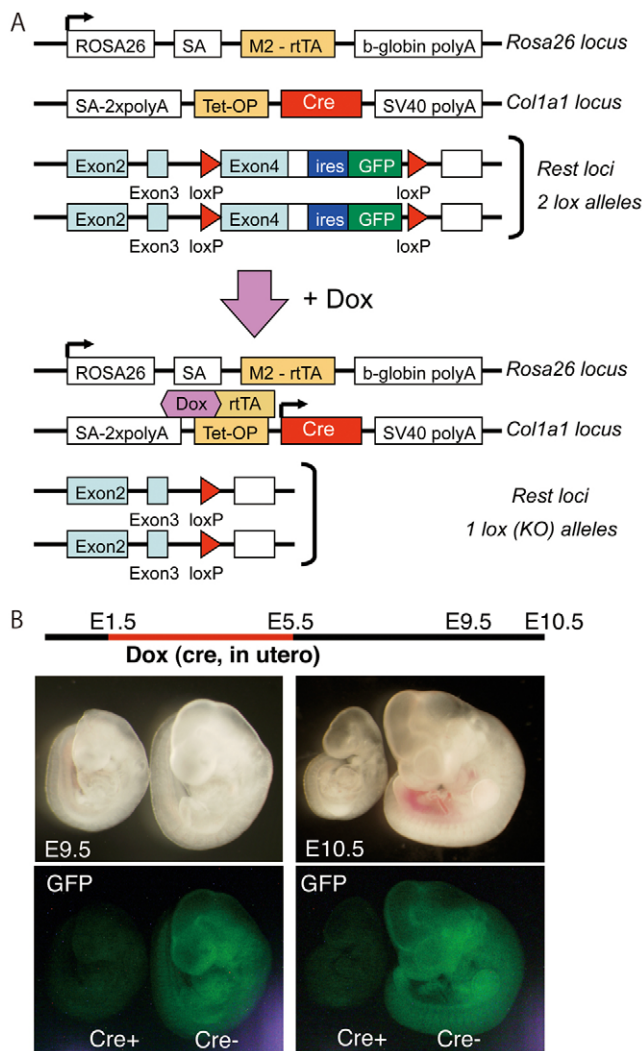 A
ROSA26 SA M2 - rtTA b-globin polyA Rosa26 locus
SA-2xpolyA Tet-OP Cre SV40 polyA Col1a1 locus
Exon2 Exon4 ires GFP
Exon3 loxP loxP
Exon2 Exon4 ires GFP
Exon3 loxP loxP
Rest loci
2 lox alleles
+ Dox
ROSA26 SA M2 - rtTA b-globin polyA Rosa26 locus
Dox rtTA
SA-2xpolyA Tet-OP Cre SV40 polyA Col1a1 locus
Exon2
Exon3 loxP
Exon2
Exon3 loxP
Rest loci
1 lox (KO) alleles
B
E1.5 E5.5 E9.5 E10.5
Dox (cre, in utero)
E9.5 E10.5
GFP GFP
Cre+ Cre- Cre+ Cre-